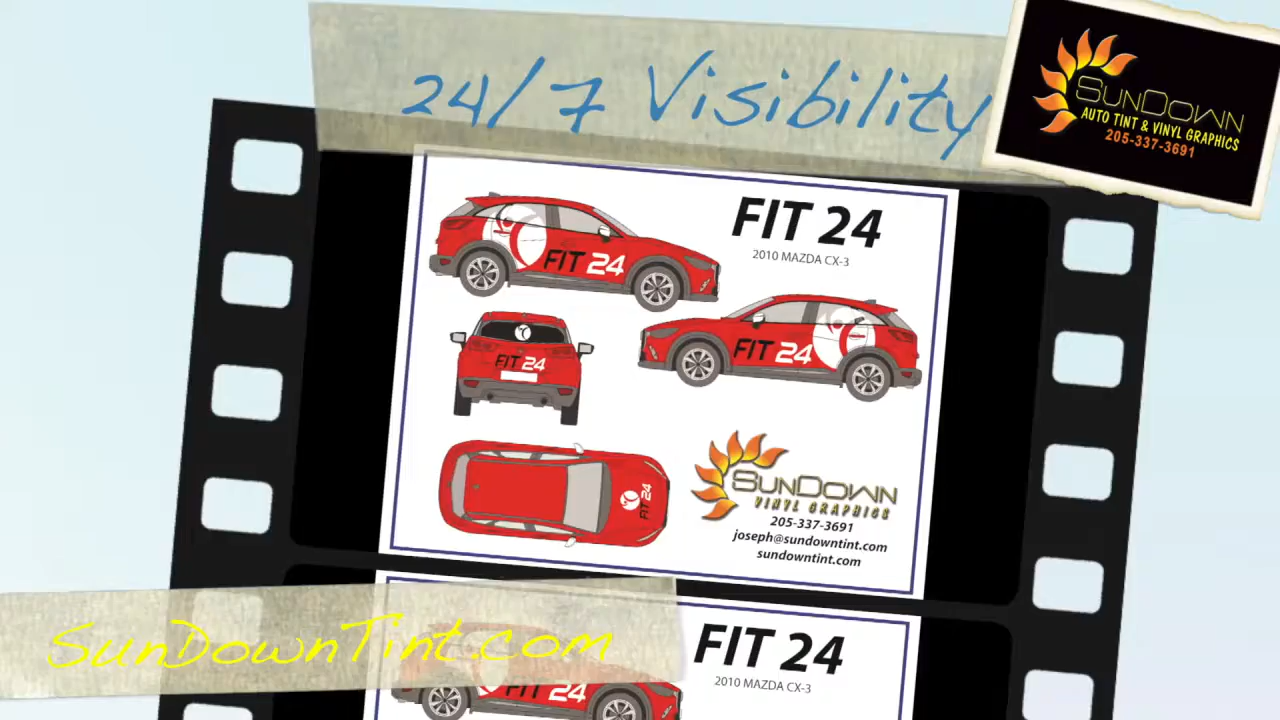 24/7 Visibility
SunDown
AUTO TINT & VINYL GRAPHICS
205-337-3691
FIT 24
2010 MAZDA CX-3
FIT 24
FIT 24
FIT 24
FIT 24
SunDown
VINYL GRAPHICS
205-337-3691
joseph@sundowntint.com
sundowntint.com
SunDownTint.com
FIT 24
2010 MAZDA CX-3
FIT 24